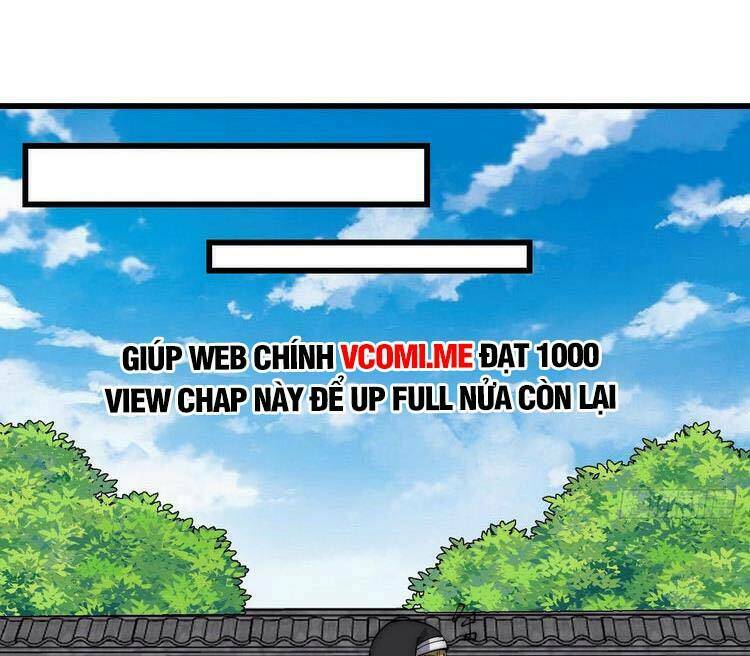 GIÚP WEB CHÍNH VCOMI.ME ĐẠT 1000
VIEW CHAP NÀY ĐỂ UP FULL NỬA CÒN LẠI